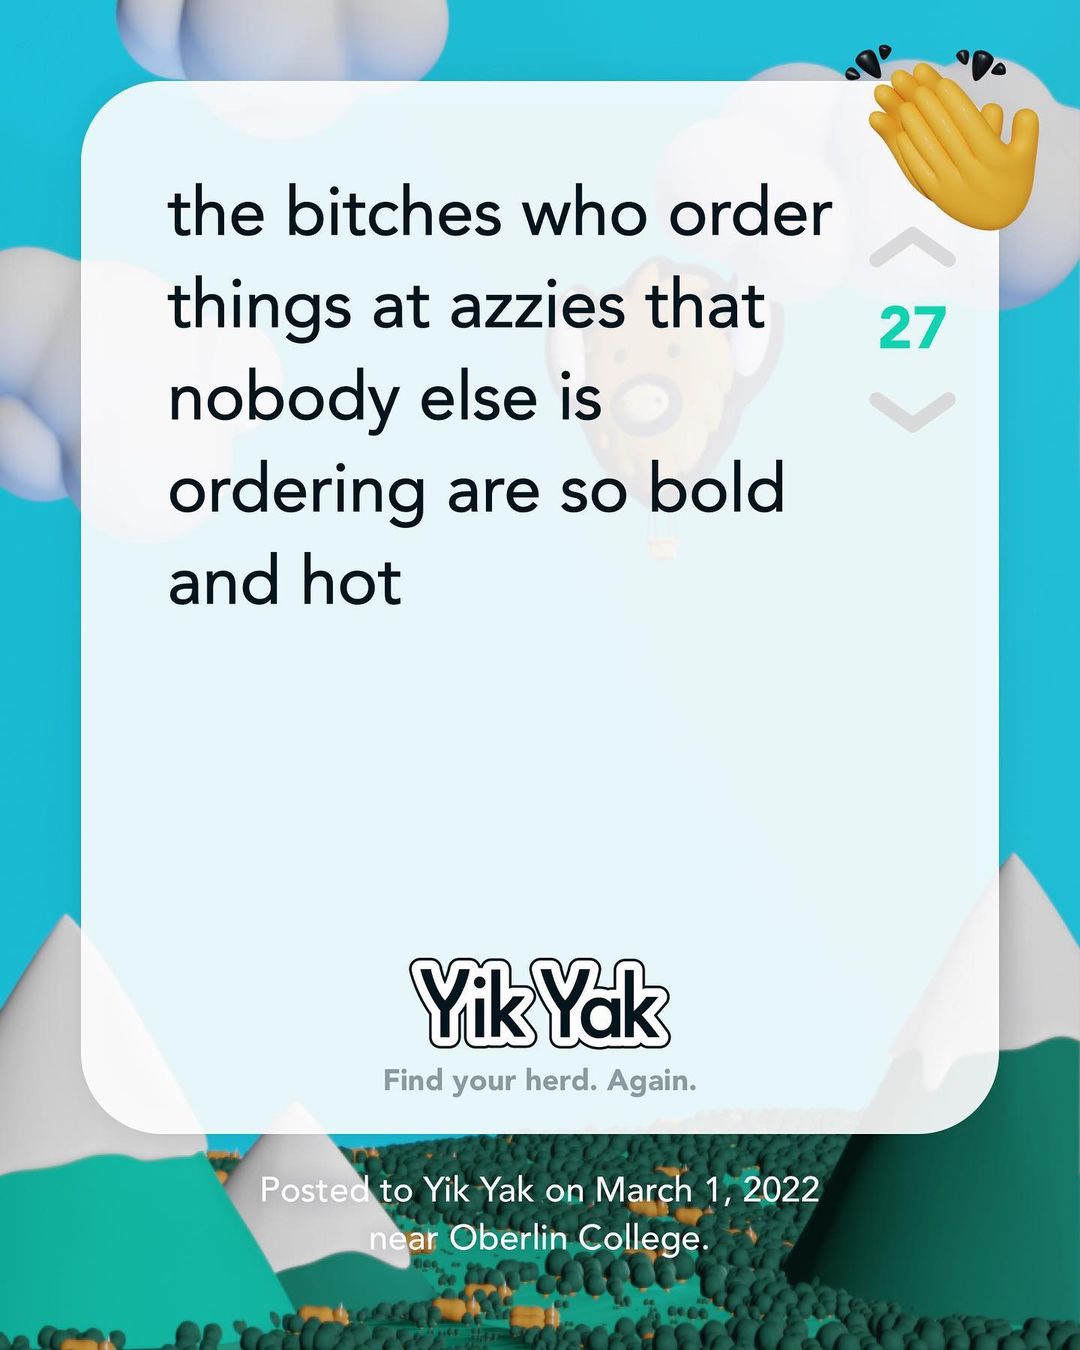 the bitches who order
things at azzies that
nobody else is
ordering are so bold
and hot
27
Yik Yak
Find your herd. Again.
Posted to Yik Yak on March 1, 2022
near Oberlin College.